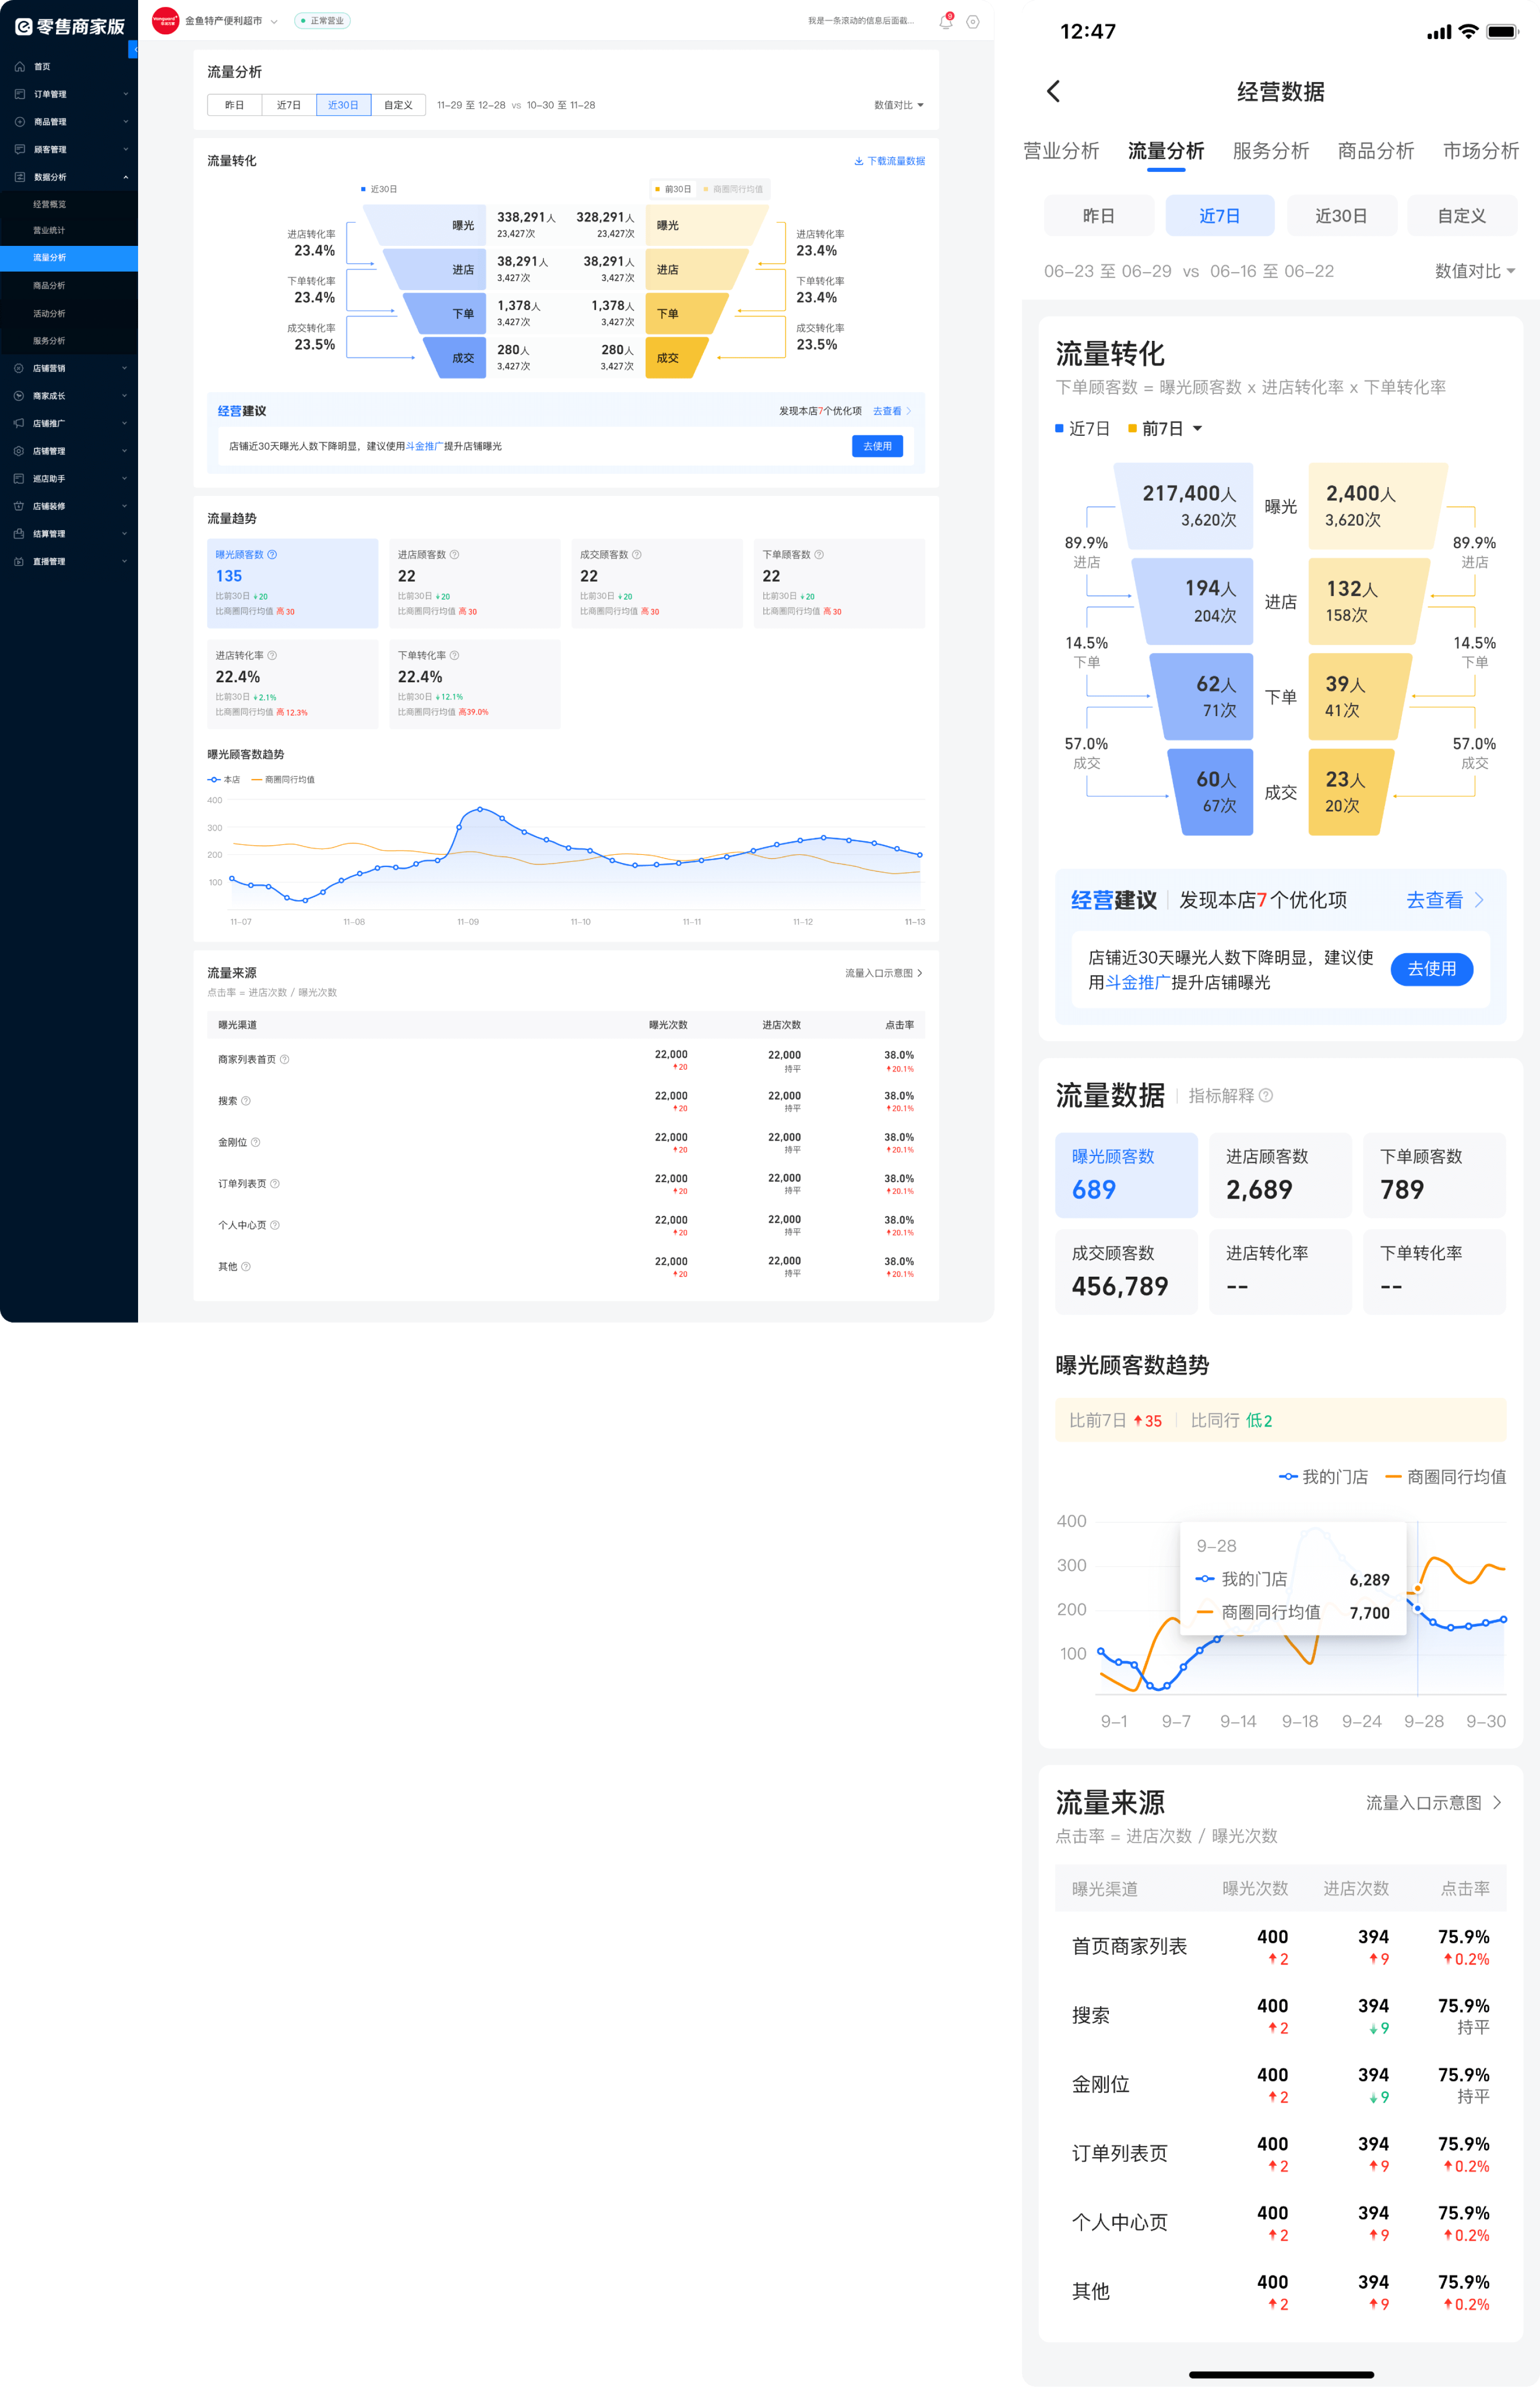 零售商家版
首页
订单管理
商品管理
顾客管理
数据分析
经营概览
营业统计
流量分析
商品分析
活动分析
服务分析
店铺营销
商家成长
店铺推广
店铺管理
巡店助手
店铺装修
结算管理
直播管理
金鱼特产便利超市
正常营业
我是一条滚动的信息后面截...
9
流量分析
昨日 近7日 近30日 自定义 11-29 至 12-28 vs 10-30 至 11-28
数值对比
流量转化
下载流量数据
近30日
前30日 商圈同行均值
曝光 338,291人 328,291人 曝光
23,427次 23,427次
进店转化率 进店转化率
23.4% 23.4%
进店 38,291人 38,291人 进店
3,427次 3,427次
下单转化率 下单转化率
23.4% 23.4%
下单 1,378人 1,378人 下单
3,427次 3,427次
成交转化率 成交转化率
23.5% 23.5%
成交 280人 280人 成交
3,427次 3,427次
经营建议
发现本店7个优化项 去查看
店铺近30天曝光人数下降明显，建议使用斗金推广提升店铺曝光
去使用
流量趋势
曝光顾客数
135
比前30日 20
比商圈同行均值 高 30
进店顾客数
22
比前30日 20
比商圈同行均值 高 30
成交顾客数
22
比前30日 20
比商圈同行均值 高 30
下单顾客数
22
比前30日 20
比商圈同行均值 高 30
进店转化率
22.4%
比前30日 2.1%
比商圈同行均值 高 12.3%
下单转化率
22.4%
比前30日 12.1%
比商圈同行均值 高39.0%
曝光顾客数趋势
本店 商圈同行均值
400
300
200
100
11-07 11-08 11-09 11-10 11-11 11-12 11-13
流量来源
流量入口示意图
点击率 = 进店次数 / 曝光次数
曝光渠道 曝光次数 进店次数 点击率
商家列表首页 22,000 22,000 38.0%
20 持平 20.1%
搜索 22,000 22,000 38.0%
20 持平 20.1%
金刚位 22,000 22,000 38.0%
20 持平 20.1%
订单列表页 22,000 22,000 38.0%
20 持平 20.1%
个人中心页 22,000 22,000 38.0%
20 持平 20.1%
其他 22,000 22,000 38.0%
20 持平 20.1%
12:47
经营数据
营业分析 流量分析 服务分析 商品分析 市场分析
昨日 近7日 近30日 自定义
06-23 至 06-29 vs 06-16 至 06-22
数值对比
流量转化
下单顾客数 = 曝光顾客数 x 进店转化率 x 下单转化率
近7日 前7日
217,400人 曝光 2,400人
3,620次 3,620次
89.9% 89.9%
进店 进店
194人 进店 132人
204次 158次
14.5% 14.5%
下单 下单
62人 下单 39人
71次 41次
57.0% 57.0%
成交 成交
60人 成交 23人
67次 20次
经营建议 发现本店7个优化项 去查看
店铺近30天曝光人数下降明显，建议使
用斗金推广提升店铺曝光
去使用
流量数据 指标解释
曝光顾客数 进店顾客数 下单顾客数
689 2,689 789
成交顾客数 进店转化率 下单转化率
456,789 -- --
曝光顾客数趋势
比前7日 35 比同行 低2
我的门店 商圈同行均值
400
300
200
100
9-28
我的门店 6,289
商圈同行均值 7,700
9-1 9-7 9-14 9-18 9-24 9-28 9-30
流量来源
流量入口示意图
点击率 = 进店次数 / 曝光次数
曝光渠道 曝光次数 进店次数 点击率
首页商家列表 400 394 75.9%
2 9 0.2%
搜索 400 394 75.9%
2 9 持平
金刚位 400 394 75.9%
2 9 持平
订单列表页 400 394 75.9%
2 9 0.2%
个人中心页 400 394 75.9%
2 9 0.2%
其他 400 394 75.9%
2 9 0.2%